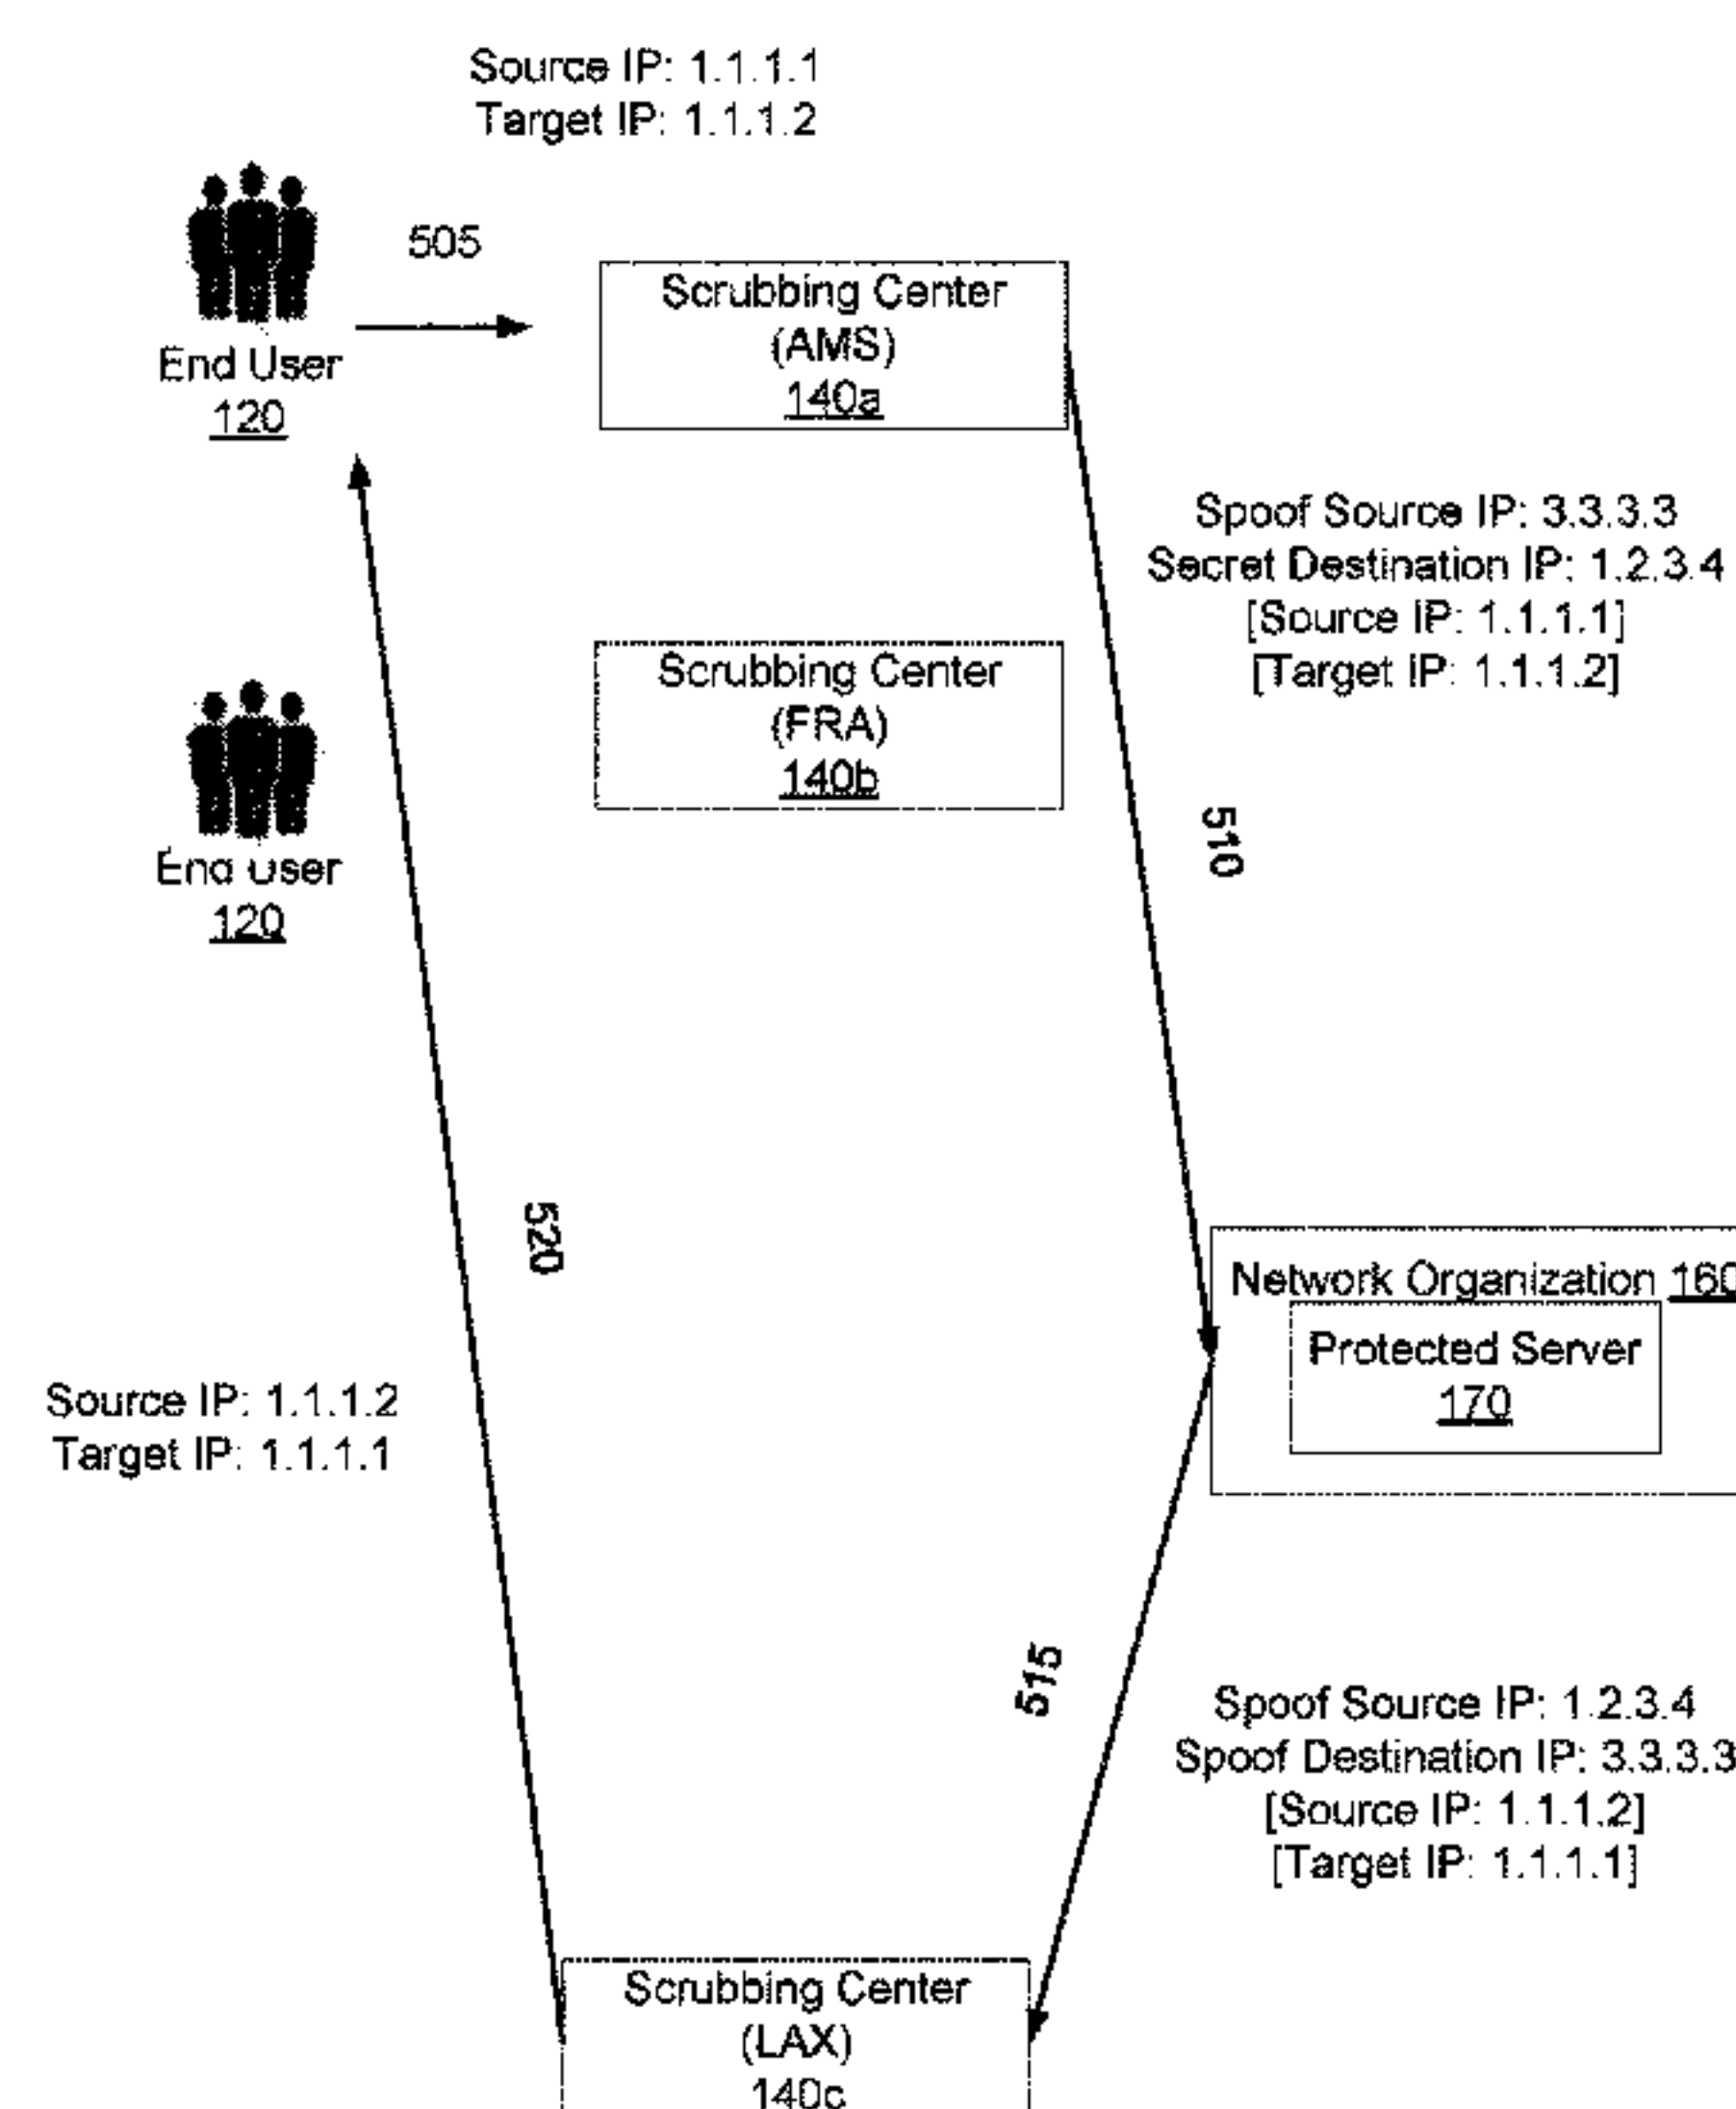 Source IP: 1.1.1.1
Target IP: 1.1.1.2
505
End User
120
Scrubbing Center
(AMS)
140a
Spoof Source IP: 3.3.3.3
Secret Destination IP: 1.2.3.4
[Source IP: 1.1.1.1]
[Target IP: 1.1.1.2]
Scrubbing Center
(FRA)
140b
End User
120
510
520
Network Organization 160
Protected Server
170
Source IP: 1.1.1.2
Target IP: 1.1.1.1
515
Spoof Source IP: 1.2.3.4
Spoof Destination IP: 3.3.3.3
[Source IP: 1.1.1.2]
[Target IP: 1.1.1.1]
Scrubbing Center
(LAX)
140c